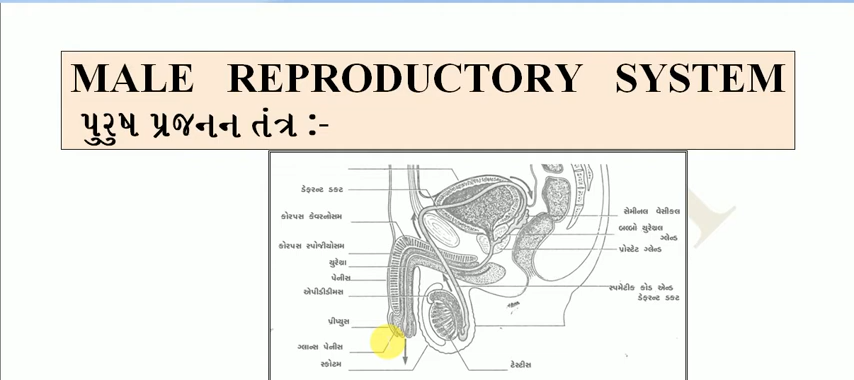 MALE REPRODUCTORY SYSTEM
પુરુષ પ્રજનન તંત્ર :-
ડેફરન્ટ ડકટ
કોરપસ કેવરનોસમ
કોરપસ સ્પોંજીયોસમ
યુરેથ્રા
પેનીસ
એપીડીડીમસ
પ્રીપ્યુસ
ગ્લાન્સ પેનીસ
સ્ક્રોટમ
સેમીનલ વેસીકલ
બલ્બો યુરેથ્રલ
ગ્લેન્ડ
પ્રોસ્ટેટ ગ્લેન્ડ
સ્પમેટીક કોડ એન્ડ
ડેફરન્ટ ડકટ
ટેસ્ટીસ